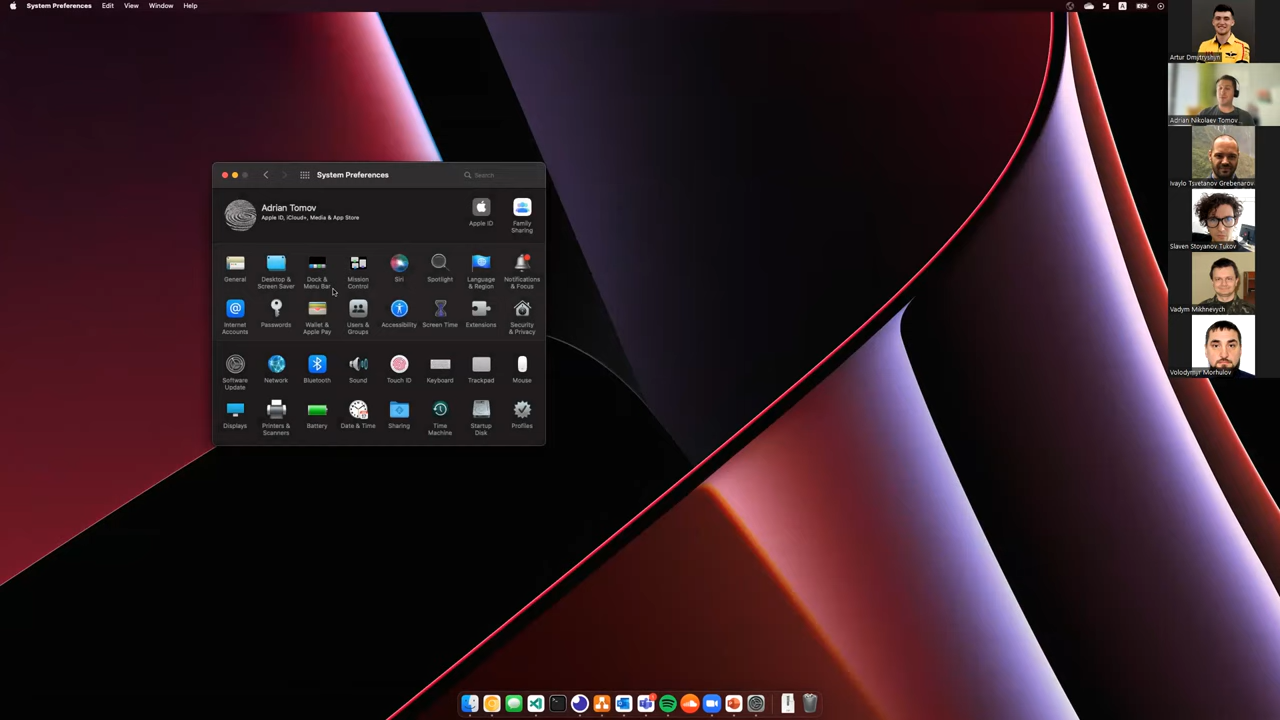 System Preferences Edit View Window Help
A
System Preferences
Search
Adrian Tomov
Apple ID, iCloud+, Media & App Store
Apple ID
Family
Sharing
General
Desktop &
Screen Saver
Dock &
Menu Bar
Mission
Control
Siri
Spotlight
Language
& Region
Notifications
& Focus
Internet
Accounts
Passwords
Wallet &
Apple Pay
Users &
Groups
Accessibility
Screen Time
Extensions
Security
& Privacy
Software
Update
Network
Bluetooth
Sound
Touch ID
Keyboard
Trackpad
Mouse
Displays
Printers &
Scanners
Battery
Date & Time
Sharing
Time
Machine
Startup
Disk
Profiles
Artur Dmytryshyn
Adrian Nikolaev Tomov
Ivaylo Tsvetanov Grebenarov
Slaven Stoyanov Tukov
Vadym Mikhnevych
Volodymyr Morhulov